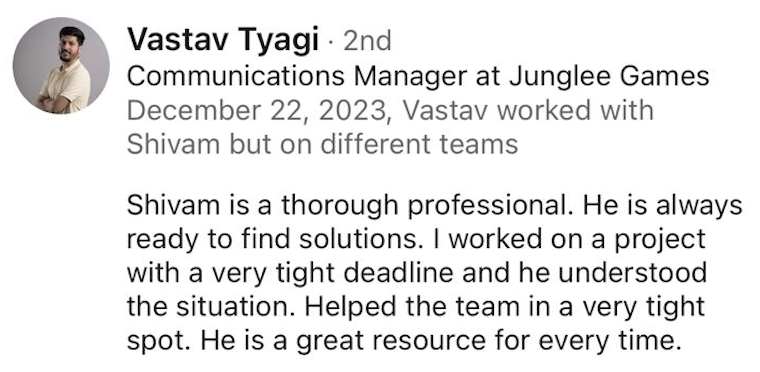 Vastav Tyagi · 2nd
Communications Manager at Junglee Games
December 22, 2023, Vastav worked with
Shivam but on different teams
Shivam is a thorough professional. He is always
ready to find solutions. I worked on a project
with a very tight deadline and he understood
the situation. Helped the team in a very tight
spot. He is a great resource for every time.